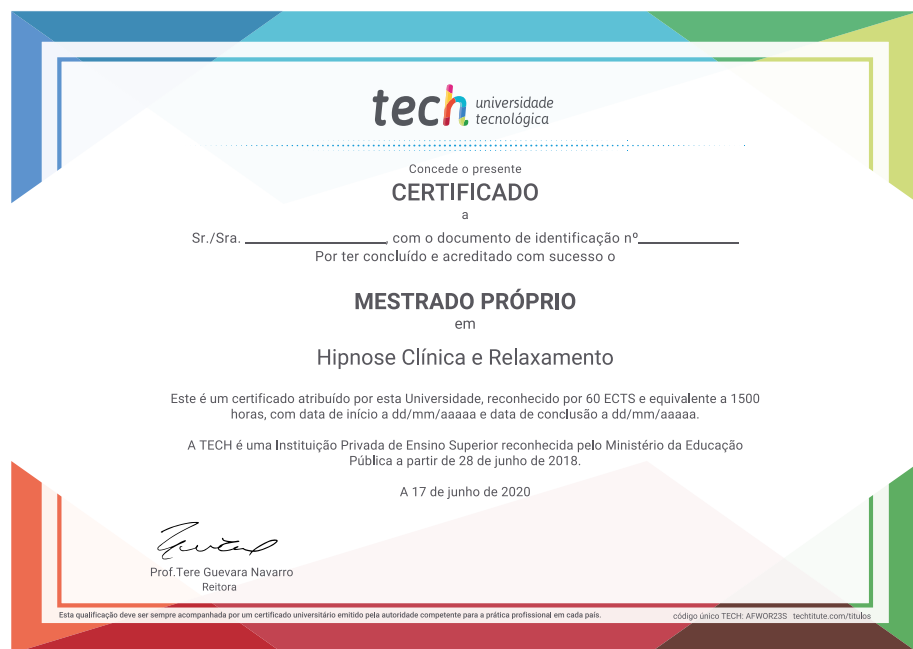 tech universidade
tecnológica
Concede o presente
CERTIFICADO
a
Sr./Sra. __________________, com o documento de identificação nº_____________
Por ter concluído e acreditado com sucesso o
MESTRADO PRÓPRIO
em
Hipnose Clínica e Relaxamento
Este é um certificado atribuído por esta Universidade, reconhecido por 60 ECTS e equivalente a 1500
horas, com data de início a dd/mm/aaaaa e data de conclusão a dd/mm/aaaaa.
A TECH é uma Instituição Privada de Ensino Superior reconhecida pelo Ministério da Educação
Pública a partir de 28 de junho de 2018.
A 17 de junho de 2020
Prof.Tere Guevara Navarro
Reitora
Esta qualificação deve ser sempre acompanhada por um certificado universitário emitido pela autoridade competente para a prática profissional em cada país.
código único TECH: AFWOR23S techtitute.com/titulos